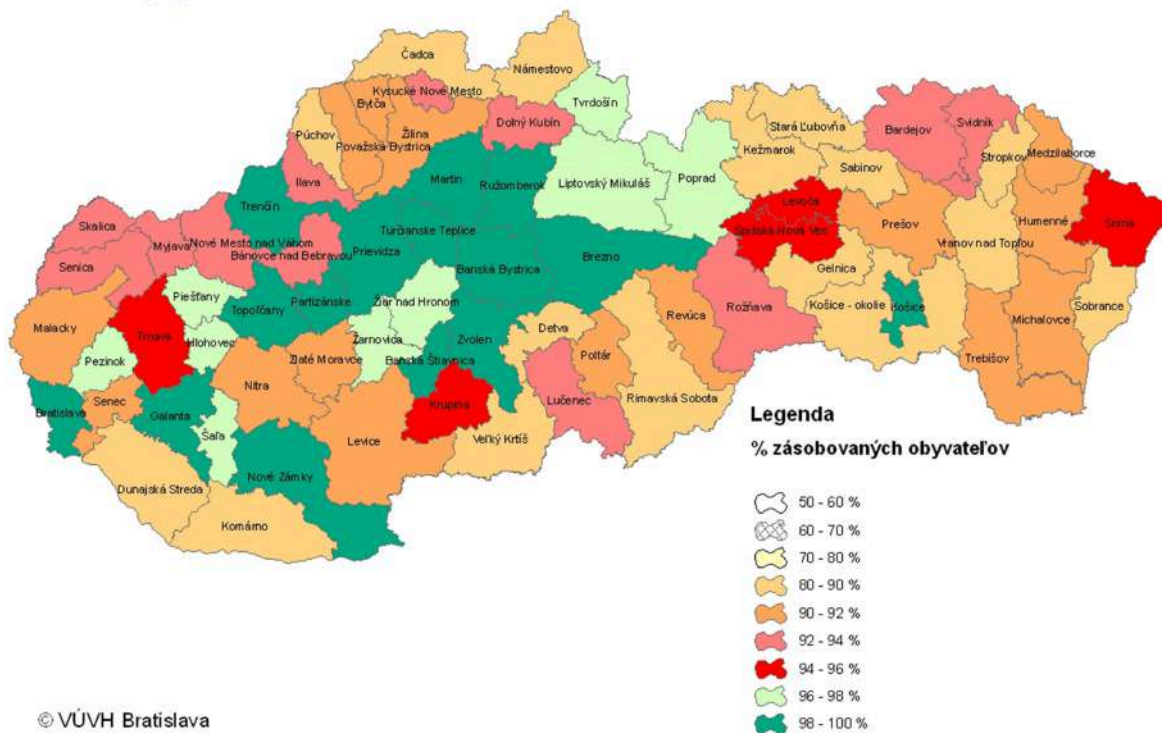 Čadca
Námestovo
Kysucké Nové Mesto
Bytča
Tvrdošín
Dolný Kubín
Žilina
Púchov
Považská Bystrica
Stará Ľubovňa
Bardejov
Svidník
Kežmarok
Stropkov
Medzilaborce
Sabinov
Ilava
Martin
Ružomberok
Liptovský Mikuláš
Poprad
Trenčín
Levoča
Snina
Skalica
Turčianske Teplice
Spišská Nová Ves
Prešov
Humenné
Myjava
Nové Mesto nad Váhom
Bánovce nad Bebravou
Prievidza
Vranov nad Topľou
Senica
Banská Bystrica
Brezno
Gelnica
Piešťany
Partizánske
Žiar nad Hronom
Topoľčany
Rožňava
Košice - okolie
Košice
Sobrance
Malacky
Trnava
Detva
Revúca
Michalovce
Hlohovec
Žarnovica
Zvolen
Pezinok
Zlaté Moravce
Banská Štiavnica
Poltár
Trebišov
Nitra
Senec
Rimavská Sobota
Bratislava
Galanta
Krupina
Lučenec
Šaľa
Levice
Veľký Krtíš
Nové Zámky
Dunajská Streda
Komárno
Legenda
% zásobovaných obyvateľov
50 - 60 %
60 - 70 %
70 - 80 %
80 - 90 %
90 - 92 %
92 - 94 %
94 - 96 %
96 - 98 %
98 - 100 %
© VÚVH Bratislava